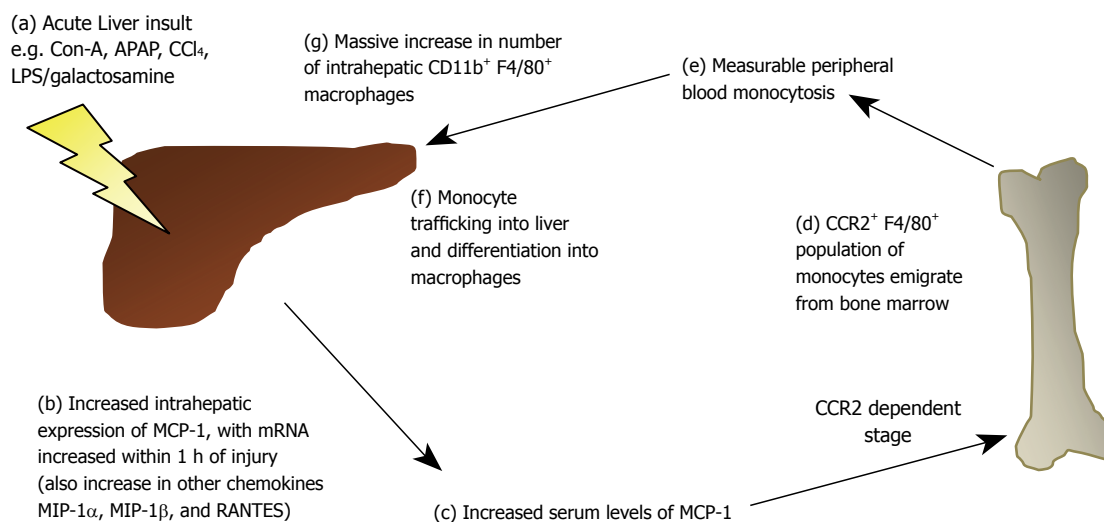 (a) Acute Liver insult
e.g. Con-A, APAP, CCl₄,
LPS/galactosamine
(b) Increased intrahepatic
expression of MCP-1, with mRNA
increased within 1 h of injury
(also increase in other chemokines
MIP-1α, MIP-1β, and RANTES)
(c) Increased serum levels of MCP-1
CCR2 dependent
stage
(d) CCR2⁺ F4/80⁺
population of
monocytes emigrate
from bone marrow
(e) Measurable peripheral
blood monocytosis
(f) Monocyte
trafficking into liver
and differentiation into
macrophages
(g) Massive increase in number
of intrahepatic CD11b⁺ F4/80⁺
macrophages